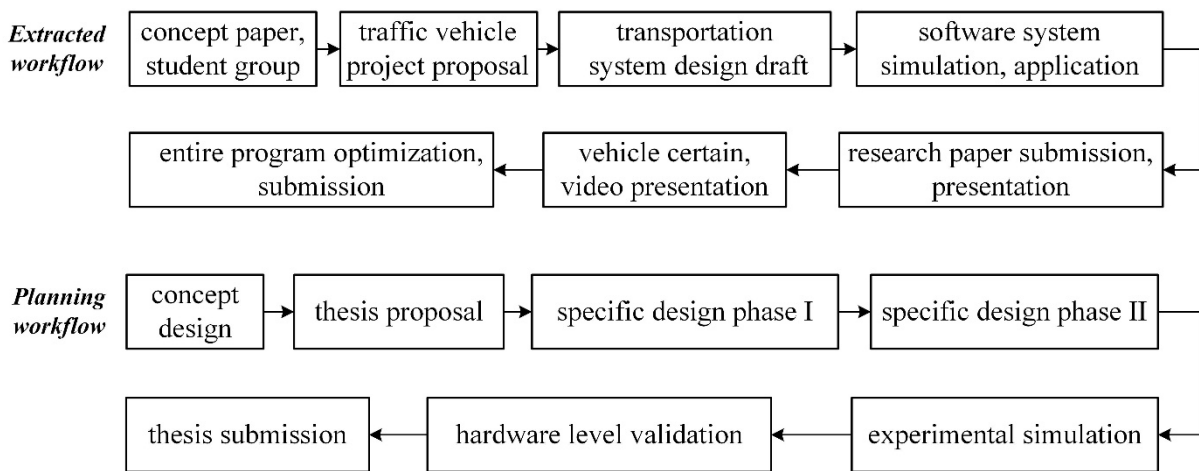 Extracted
workflow
concept paper,
student group
traffic vehicle
project proposal
transportation
system design draft
software system
simulation, application
entire program optimization,
submission
vehicle certain,
video presentation
research paper submission,
presentation
Planning
workflow
concept
design
thesis proposal
specific design phase I
specific design phase II
thesis submission
hardware level validation
experimental simulation